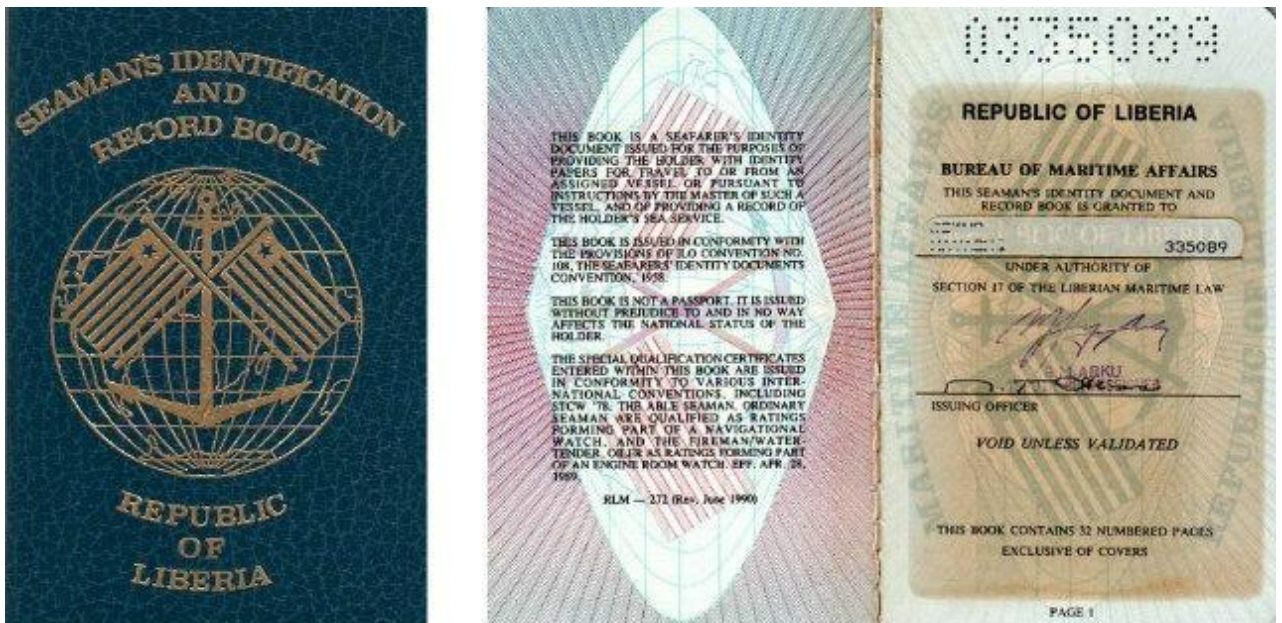 SEAMAN'S IDENTIFICATION
AND
RECORD BOOK
REPUBLIC
OF
LIBERIA
THIS BOOK IS A SEAFARER'S IDENTITY
DOCUMENT ISSUED FOR THE PURPOSES OF
PROVIDING THE HOLDER WITH IDENTITY
PAPERS FOR TRAVEL TO OR FROM AN
ASSIGNED VESSEL OR PURSUANT TO
INSTRUCTIONS BY THE MASTER OF SUCH A
VESSEL, AND OF PROVIDING A RECORD OF
THE HOLDER'S SEA SERVICE.
THIS BOOK IS ISSUED IN CONFORMITY WITH
THE PROVISIONS OF ILO CONVENTION NO.
108, THE SEAFARERS' IDENTITY DOCUMENTS
CONVENTION, 1958.
THIS BOOK IS NOT A PASSPORT. IT IS ISSUED
WITHOUT PREJUDICE TO AND IN NO WAY
AFFECTS THE NATIONAL STATUS OF THE
HOLDER.
THE SPECIAL QUALIFICATION CERTIFICATES
ENTERED WITHIN THIS BOOK ARE ISSUED
IN CONFORMITY TO VARIOUS INTER-
NATIONAL CONVENTIONS, INCLUDING
STCW '78. THE ABLE SEAMAN, ORDINARY
SEAMAN ARE QUALIFIED AS RATINGS
FORMING PART OF A NAVIGATIONAL
WATCH, AND THE FIREMAN/WATER-
TENDER, OILER AS RATINGS FORMING PART
OF AN ENGINE ROOM WATCH. EFF. APR. 28,
1989.
RLM — 272 (Rev. June 1990)
0335089
REPUBLIC OF LIBERIA
BUREAU OF MARITIME AFFAIRS
THIS SEAMAN'S IDENTITY DOCUMENT AND
RECORD BOOK IS GRANTED TO
335089
UNDER AUTHORITY OF
SECTION 17 OF THE LIBERIAN MARITIME LAW
ISSUING OFFICER
VOID UNLESS VALIDATED
THIS BOOK CONTAINS 32 NUMBERED PAGES
EXCLUSIVE OF COVERS
PAGE 1
MARITIME AFFAIRS
REPUBLIC OF LIBERIA